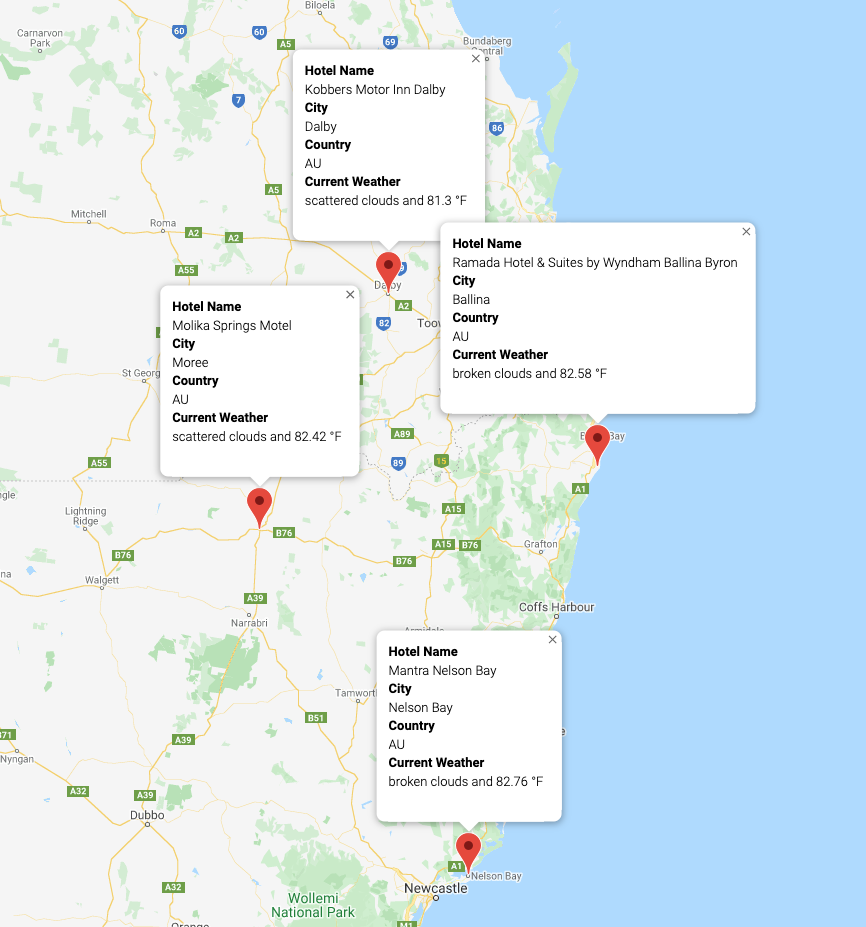 Biloela
Carnarvon
Park
60
60
69
A5
Bundaberg
Central
Hotel Name
Kobbers Motor Inn Dalby
City
Dalby
Country
AU
Current Weather
scattered clouds and 81.3 °F
7
86
A5
Mitchell
Roma
A2
A2
A55
Hotel Name
Ramada Hotel & Suites by Wyndham Ballina Byron
City
Ballina
Country
AU
Current Weather
broken clouds and 82.58 °F
A2
82
Hotel Name
Molika Springs Motel
City
Moree
Country
AU
Current Weather
scattered clouds and 82.42 °F
St Georg
A89
A55
89
15
Bay
A1
Lightning
Ridge
A15
B76
A15
B76
B76
B76
Grafton
Walgett
A39
Narrabri
Coffs Harbour
Hotel Name
Mantra Nelson Bay
City
Nelson Bay
Country
AU
Current Weather
broken clouds and 82.76 °F
Tamwort
B51
A39
Nyngan
A32
A39
Dubbo
A1
Nelson Bay
Newcastle
A32
Wollemi
National Park
M1